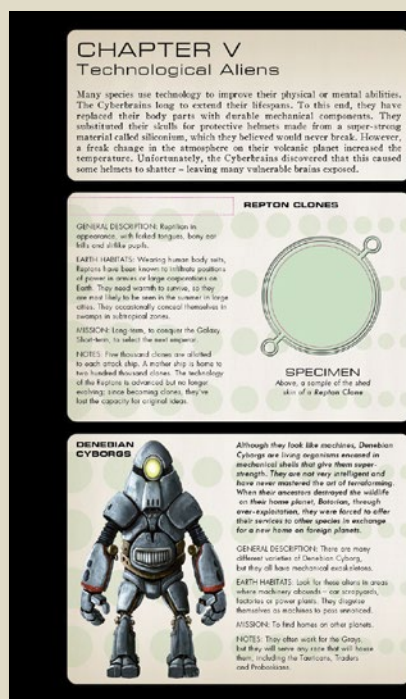 CHAPTER V
Technological Aliens
Many species use technology to improve their physical or mental abilities.
The Cyberbrains long to extend their lifespans. To this end, they have
replaced their body parts with durable mechanical components. They
substituted their skulls for protective helmets made from a super-strong
material called siliconium, which they believed would never break. However,
a freak change in the atmosphere on their volcanic planet increased the
temperature. Unfortunately, the Cyberbrains discovered that this caused
some helmets to shatter – leaving many vulnerable brains exposed.
REPTON CLONES
GENERAL DESCRIPTION: Reptilian in
appearance, with forked tongues, bony ear
frills and slitlike pupils.
EARTH HABITATS: Wearing human body suits,
Reptons have been known to infiltrate positions
of power in armies or large corporations on
Earth. They need warmth to survive, so they
are most likely to be seen in the summer in large
cities. They occasionally conceal themselves in
swamps in subtropical zones.
MISSION: Long-term, to conquer the Galaxy.
Short-term, to select the next emperor.
NOTES: Five thousand clones are allotted
to each attack ship. A mother ship is home to
two hundred thousand clones. The technology
of the Reptons is advanced but no longer
evolving; since becoming clones, they've
lost the capacity for original ideas.
SPECIMEN
Above, a sample of the shed
skin of a Repton Clone
DENEBIAN
CYBORGS
Although they look like machines, Denebian
Cyborgs are living organisms encased in
mechanical shells that give them super-
strength. They are not very intelligent and
have never mastered the art of terraforming.
When their ancestors destroyed the wildlife
on their home planet, Botarian, through
over-exploitation, they were forced to offer
their services to other species in exchange
for a new home on foreign planets.
GENERAL DESCRIPTION: There are many
different varieties of Denebian Cyborg,
but they all have mechanical exoskeletons.
EARTH HABITATS: Look for these aliens in areas
where machinery abounds – car scrapyards,
factories or power plants. They disguise
themselves as machines to pass unnoticed.
MISSION: To find homes on other planets.
NOTES: They often work for the Grays,
but they will serve any race that will house
them, including the Tauricans, Traders
and Proboskians.